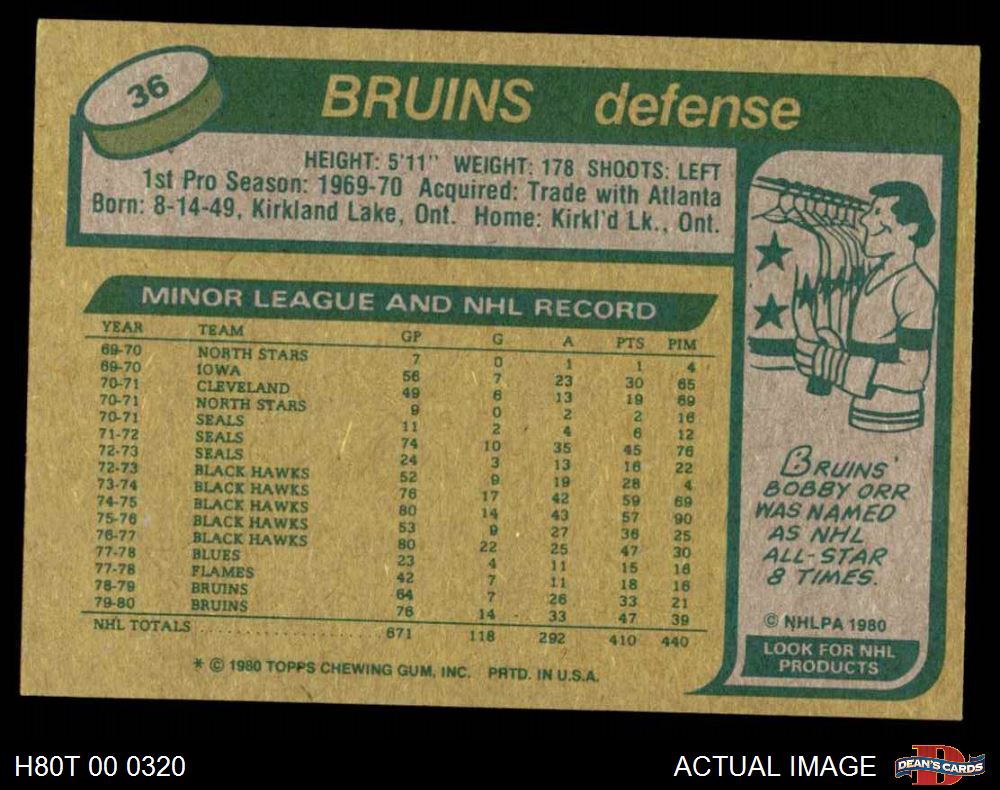 36
BRUINS defense
HEIGHT: 5'11" WEIGHT: 178 SHOOTS: LEFT
1st Pro Season: 1969-70 Acquired: Trade with Atlanta
Born: 8-14-49, Kirkland Lake, Ont. Home: Kirkl'd Lk., Ont.
MINOR LEAGUE AND NHL RECORD
YEAR TEAM GP G A PTS PIM
69-70 NORTH STARS 7 0 1 1 4
69-70 IOWA 56 7 23 30 65
70-71 CLEVELAND 49 6 13 19 69
70-71 NORTH STARS 9 0 2 2 16
70-71 SEALS 11 2 4 6 12
71-72 SEALS 74 10 35 45 76
72-73 SEALS 24 3 13 16 22
72-73 BLACK HAWKS 52 9 19 28 4
73-74 BLACK HAWKS 76 17 42 59 69
74-75 BLACK HAWKS 80 14 43 57 90
75-76 BLACK HAWKS 53 9 27 36 25
76-77 BLACK HAWKS 80 22 25 47 30
77-78 BLUES 23 4 11 15 16
77-78 FLAMES 42 7 11 18 16
78-79 BRUINS 64 7 26 33 21
79-80 BRUINS 76 14 33 47 39
NHL TOTALS 671 118 292 410 440
* © 1980 TOPPS CHEWING GUM, INC. PRTD. IN U.S.A.
BRUINS'
BOBBY ORR
WAS NAMED
AS NHL
ALL-STAR
8 TIMES.
© NHLPA 1980
LOOK FOR NHL
PRODUCTS
H80T 00 0320
ACTUAL IMAGE
DEAN'S CARDS